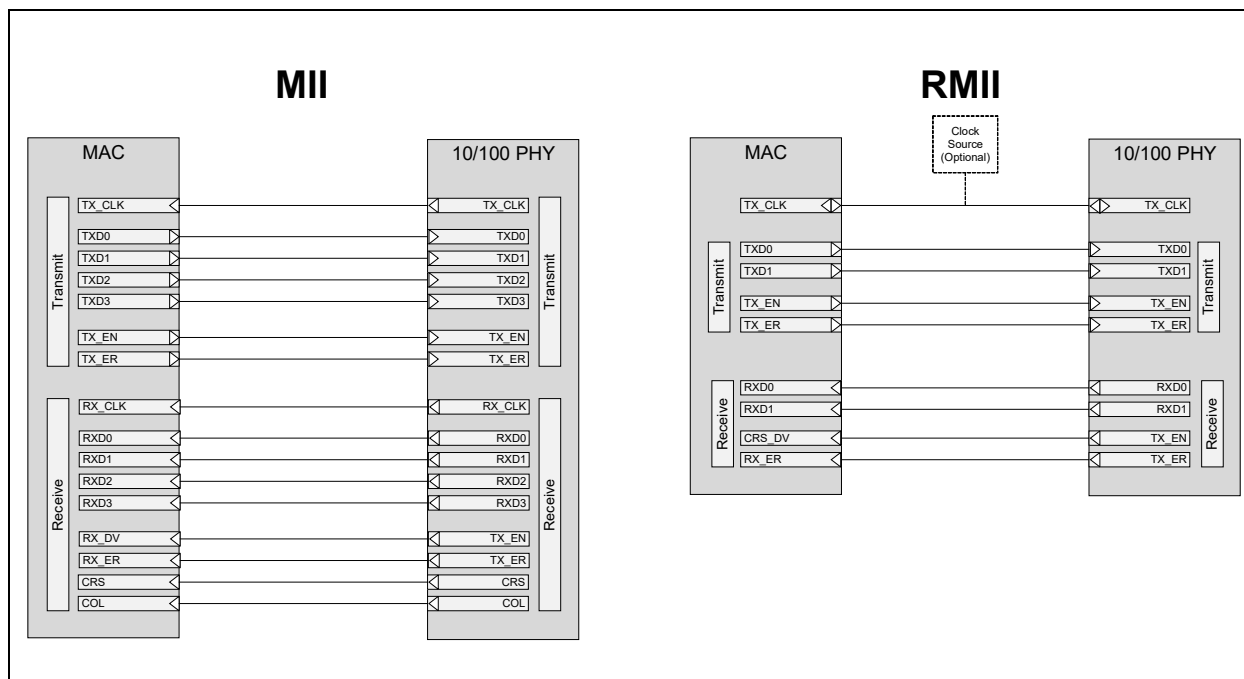 MII
MAC
10/100 PHY
Transmit
TX_CLK
TX_CLK
TXD0
TXD0
TXD1
TXD1
TXD2
TXD2
TXD3
TXD3
TX_EN
TX_EN
TX_ER
TX_ER
Transmit
Receive
RX_CLK
RX_CLK
RXD0
RXD0
RXD1
RXD1
RXD2
RXD2
RXD3
RXD3
RX_DV
TX_EN
RX_ER
TX_ER
CRS
CRS
COL
COL
Receive
RMII
Clock
Source
(Optional)
MAC
10/100 PHY
TX_CLK
TX_CLK
Transmit
TXD0
TXD0
TXD1
TXD1
TX_EN
TX_EN
TX_ER
TX_ER
Transmit
Receive
RXD0
RXD0
RXD1
RXD1
CRS_DV
TX_EN
RX_ER
TX_ER
Receive